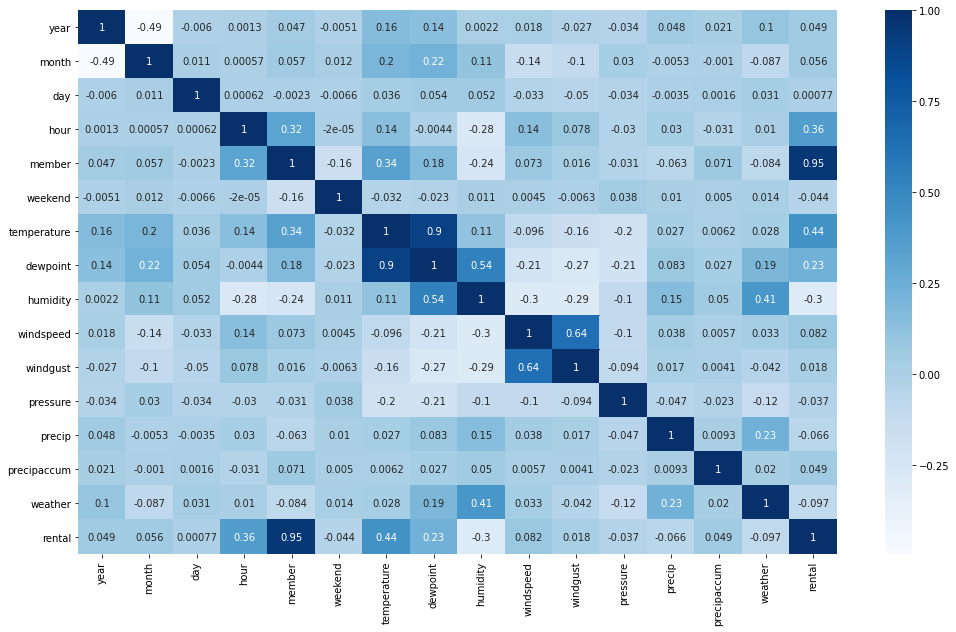 year 1 -0.49 -0.006 0.0013 0.047 -0.0051 0.16 0.14 0.0022 0.018 -0.027 -0.034 0.048 0.021 0.1 0.049
month -0.49 1 0.011 0.00057 0.057 0.012 0.2 0.22 0.11 -0.14 -0.1 0.03 -0.0053 -0.001 -0.087 0.056
day -0.006 0.011 1 0.00062 -0.0023 -0.0066 0.036 0.054 0.052 -0.033 -0.05 -0.034 -0.0035 0.0016 0.031 0.00077
hour 0.0013 0.00057 0.00062 1 0.32 -2e-05 0.14 -0.0044 -0.28 0.14 0.078 -0.03 0.03 -0.031 0.01 0.36
member 0.047 0.057 -0.0023 0.32 1 -0.16 0.34 0.18 -0.24 0.073 0.016 -0.031 -0.063 0.071 -0.084 0.95
weekend -0.0051 0.012 -0.0066 -2e-05 -0.16 1 -0.032 -0.023 0.011 0.0045 -0.0063 0.038 0.01 0.005 0.014 -0.044
temperature 0.16 0.2 0.036 0.14 0.34 -0.032 1 0.9 0.11 -0.096 -0.16 -0.2 0.027 0.0062 0.028 0.44
dewpoint 0.14 0.22 0.054 -0.0044 0.18 -0.023 0.9 1 0.54 -0.21 -0.27 -0.21 0.083 0.027 0.19 0.23
humidity 0.0022 0.11 0.052 -0.28 -0.24 0.011 0.11 0.54 1 -0.3 -0.29 -0.1 0.15 0.05 0.41 -0.3
windspeed 0.018 -0.14 -0.033 0.14 0.073 0.0045 -0.096 -0.21 -0.3 1 0.64 -0.1 0.038 0.0057 0.033 0.082
windgust -0.027 -0.1 -0.05 0.078 0.016 -0.0063 -0.16 -0.27 -0.29 0.64 1 -0.094 0.017 0.0041 -0.042 0.018
pressure -0.034 0.03 -0.034 -0.03 -0.031 0.038 -0.2 -0.21 -0.1 -0.1 -0.094 1 -0.047 -0.023 -0.12 -0.037
precip 0.048 -0.0053 -0.0035 0.03 -0.063 0.01 0.027 0.083 0.15 0.038 0.017 -0.047 1 0.0093 0.23 -0.066
precipaccum 0.021 -0.001 0.0016 -0.031 0.071 0.005 0.0062 0.027 0.05 0.0057 0.0041 -0.023 0.0093 1 0.02 0.049
weather 0.1 -0.087 0.031 0.01 -0.084 0.014 0.028 0.19 0.41 0.033 -0.042 -0.12 0.23 0.02 1 -0.097
rental 0.049 0.056 0.00077 0.36 0.95 -0.044 0.44 0.23 -0.3 0.082 0.018 -0.037 -0.066 0.049 -0.097 1
year month day hour member weekend temperature dewpoint humidity windspeed windgust pressure precip precipaccum weather rental
1.00
0.75
0.50
0.25
0.00
−0.25